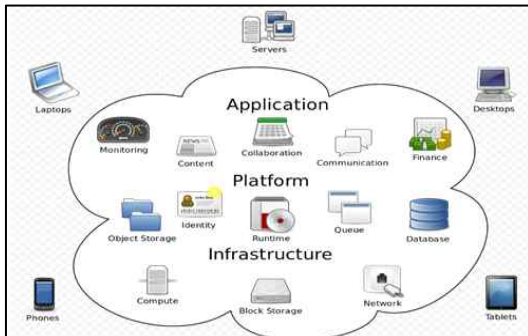 Servers
Laptops
Desktops
Application
Monitoring
NEWS
Content
Collaboration
Communication
Finance
Platform
Object Storage
Identity
Runtime
Queue
Database
Infrastructure
Compute
Block Storage
Network
Phones
Tablets